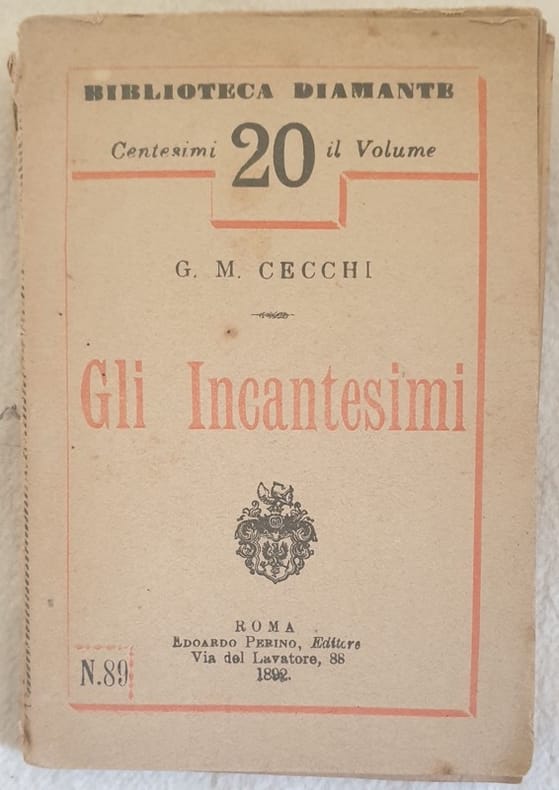 BIBLIOTECA DIAMANTE
Centesimi 20 il Volume
G. M. CECCHI
Gli Incantesimi
ROMA
EDOARDO PERINO, Editore
Via del Lavatore, 88
1892.
N.89